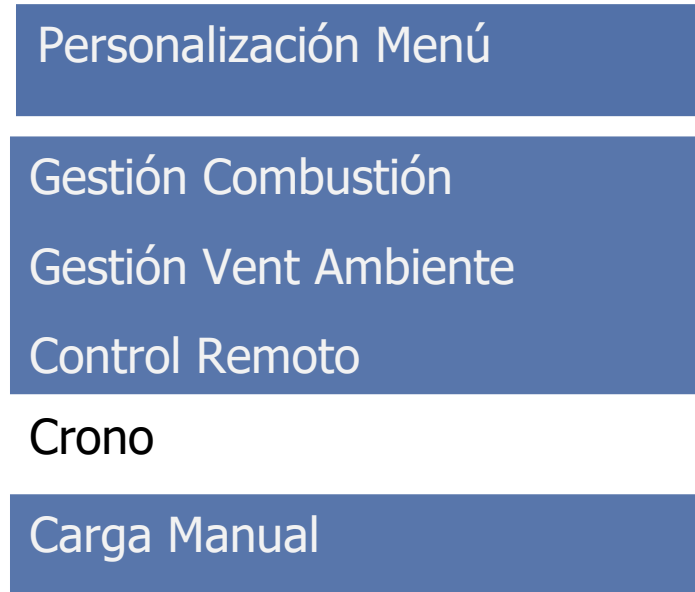 Personalización Menú
Gestión Combustión
Gestión Vent Ambiente
Control Remoto
Crono
Carga Manual